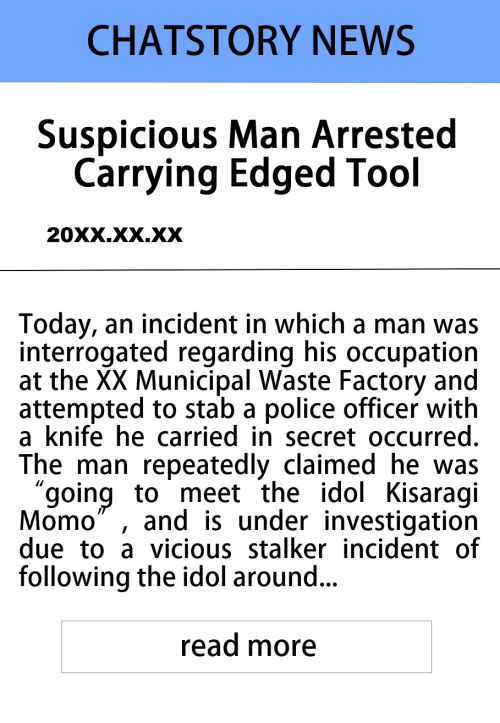 CHATSTORY NEWS
Suspicious Man Arrested
Carrying Edged Tool
20XX.XX.XX
Today, an incident in which a man was
interrogated regarding his occupation
at the XX Municipal Waste Factory and
attempted to stab a police officer with
a knife he carried in secret occurred.
The man repeatedly claimed he was
“going to meet the idol Kisaragi
Momo”, and is under investigation
due to a vicious stalker incident of
following the idol around...
read more